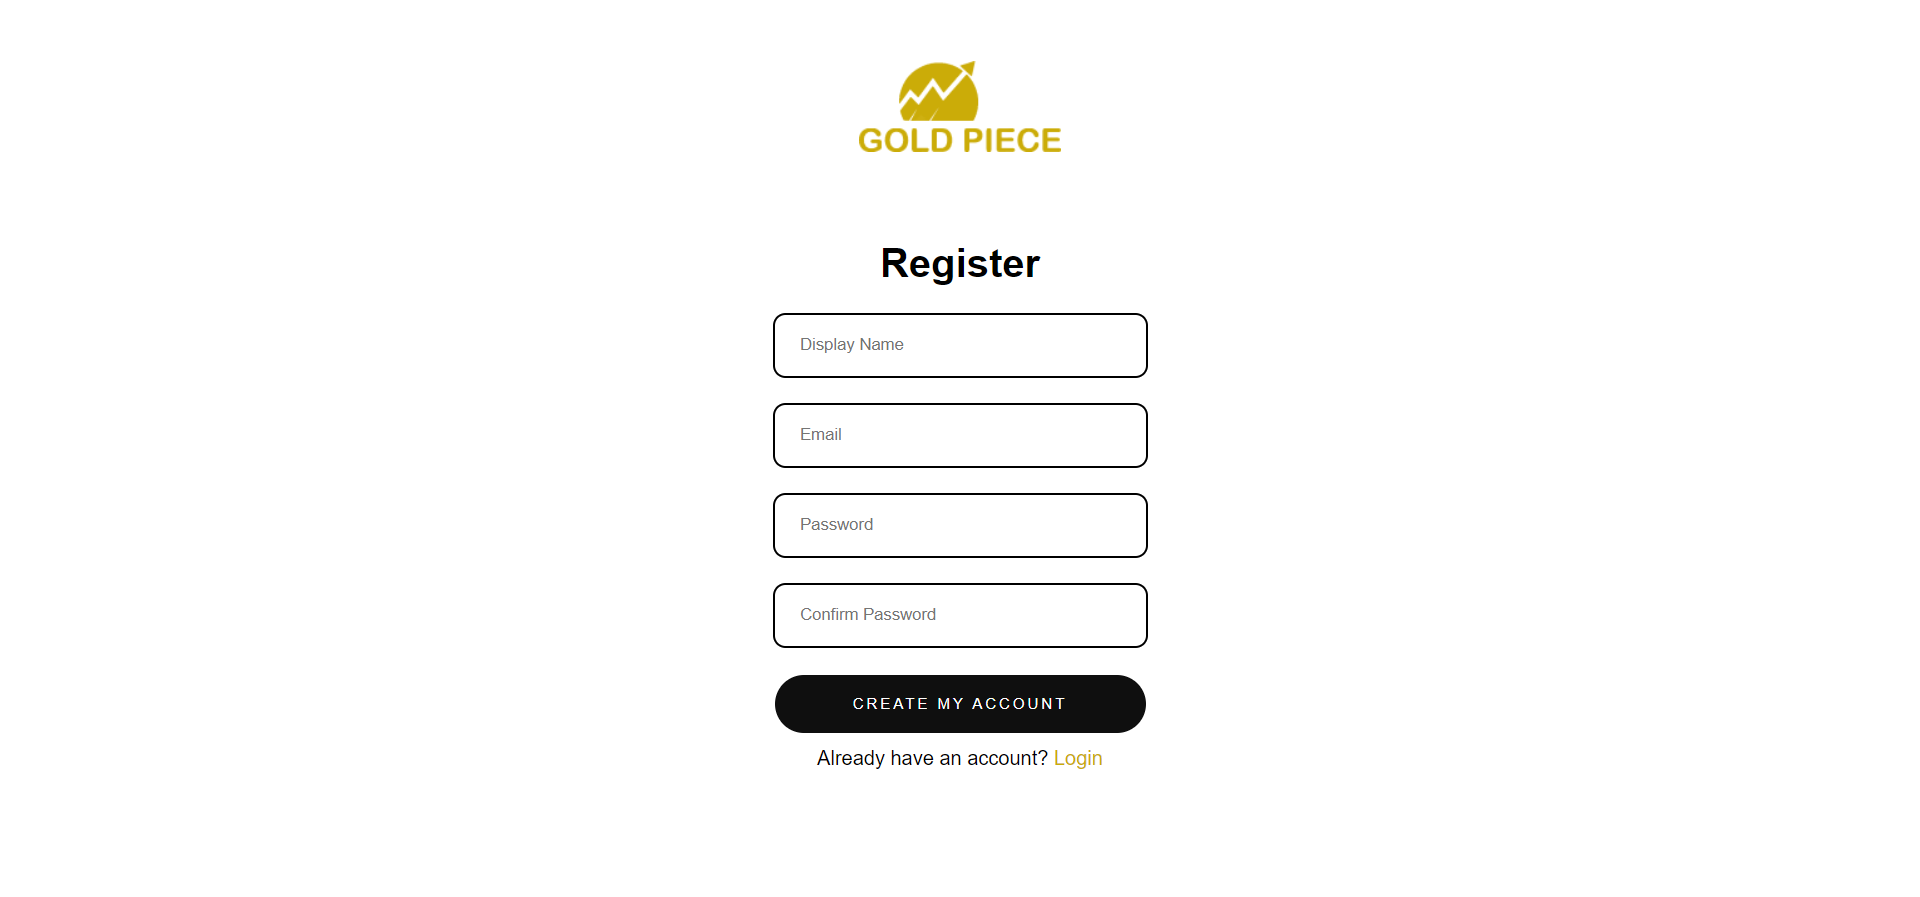 GOLD PIECE
Register
Display Name
Email
Password
Confirm Password
CREATE MY ACCOUNT
Already have an account? Login